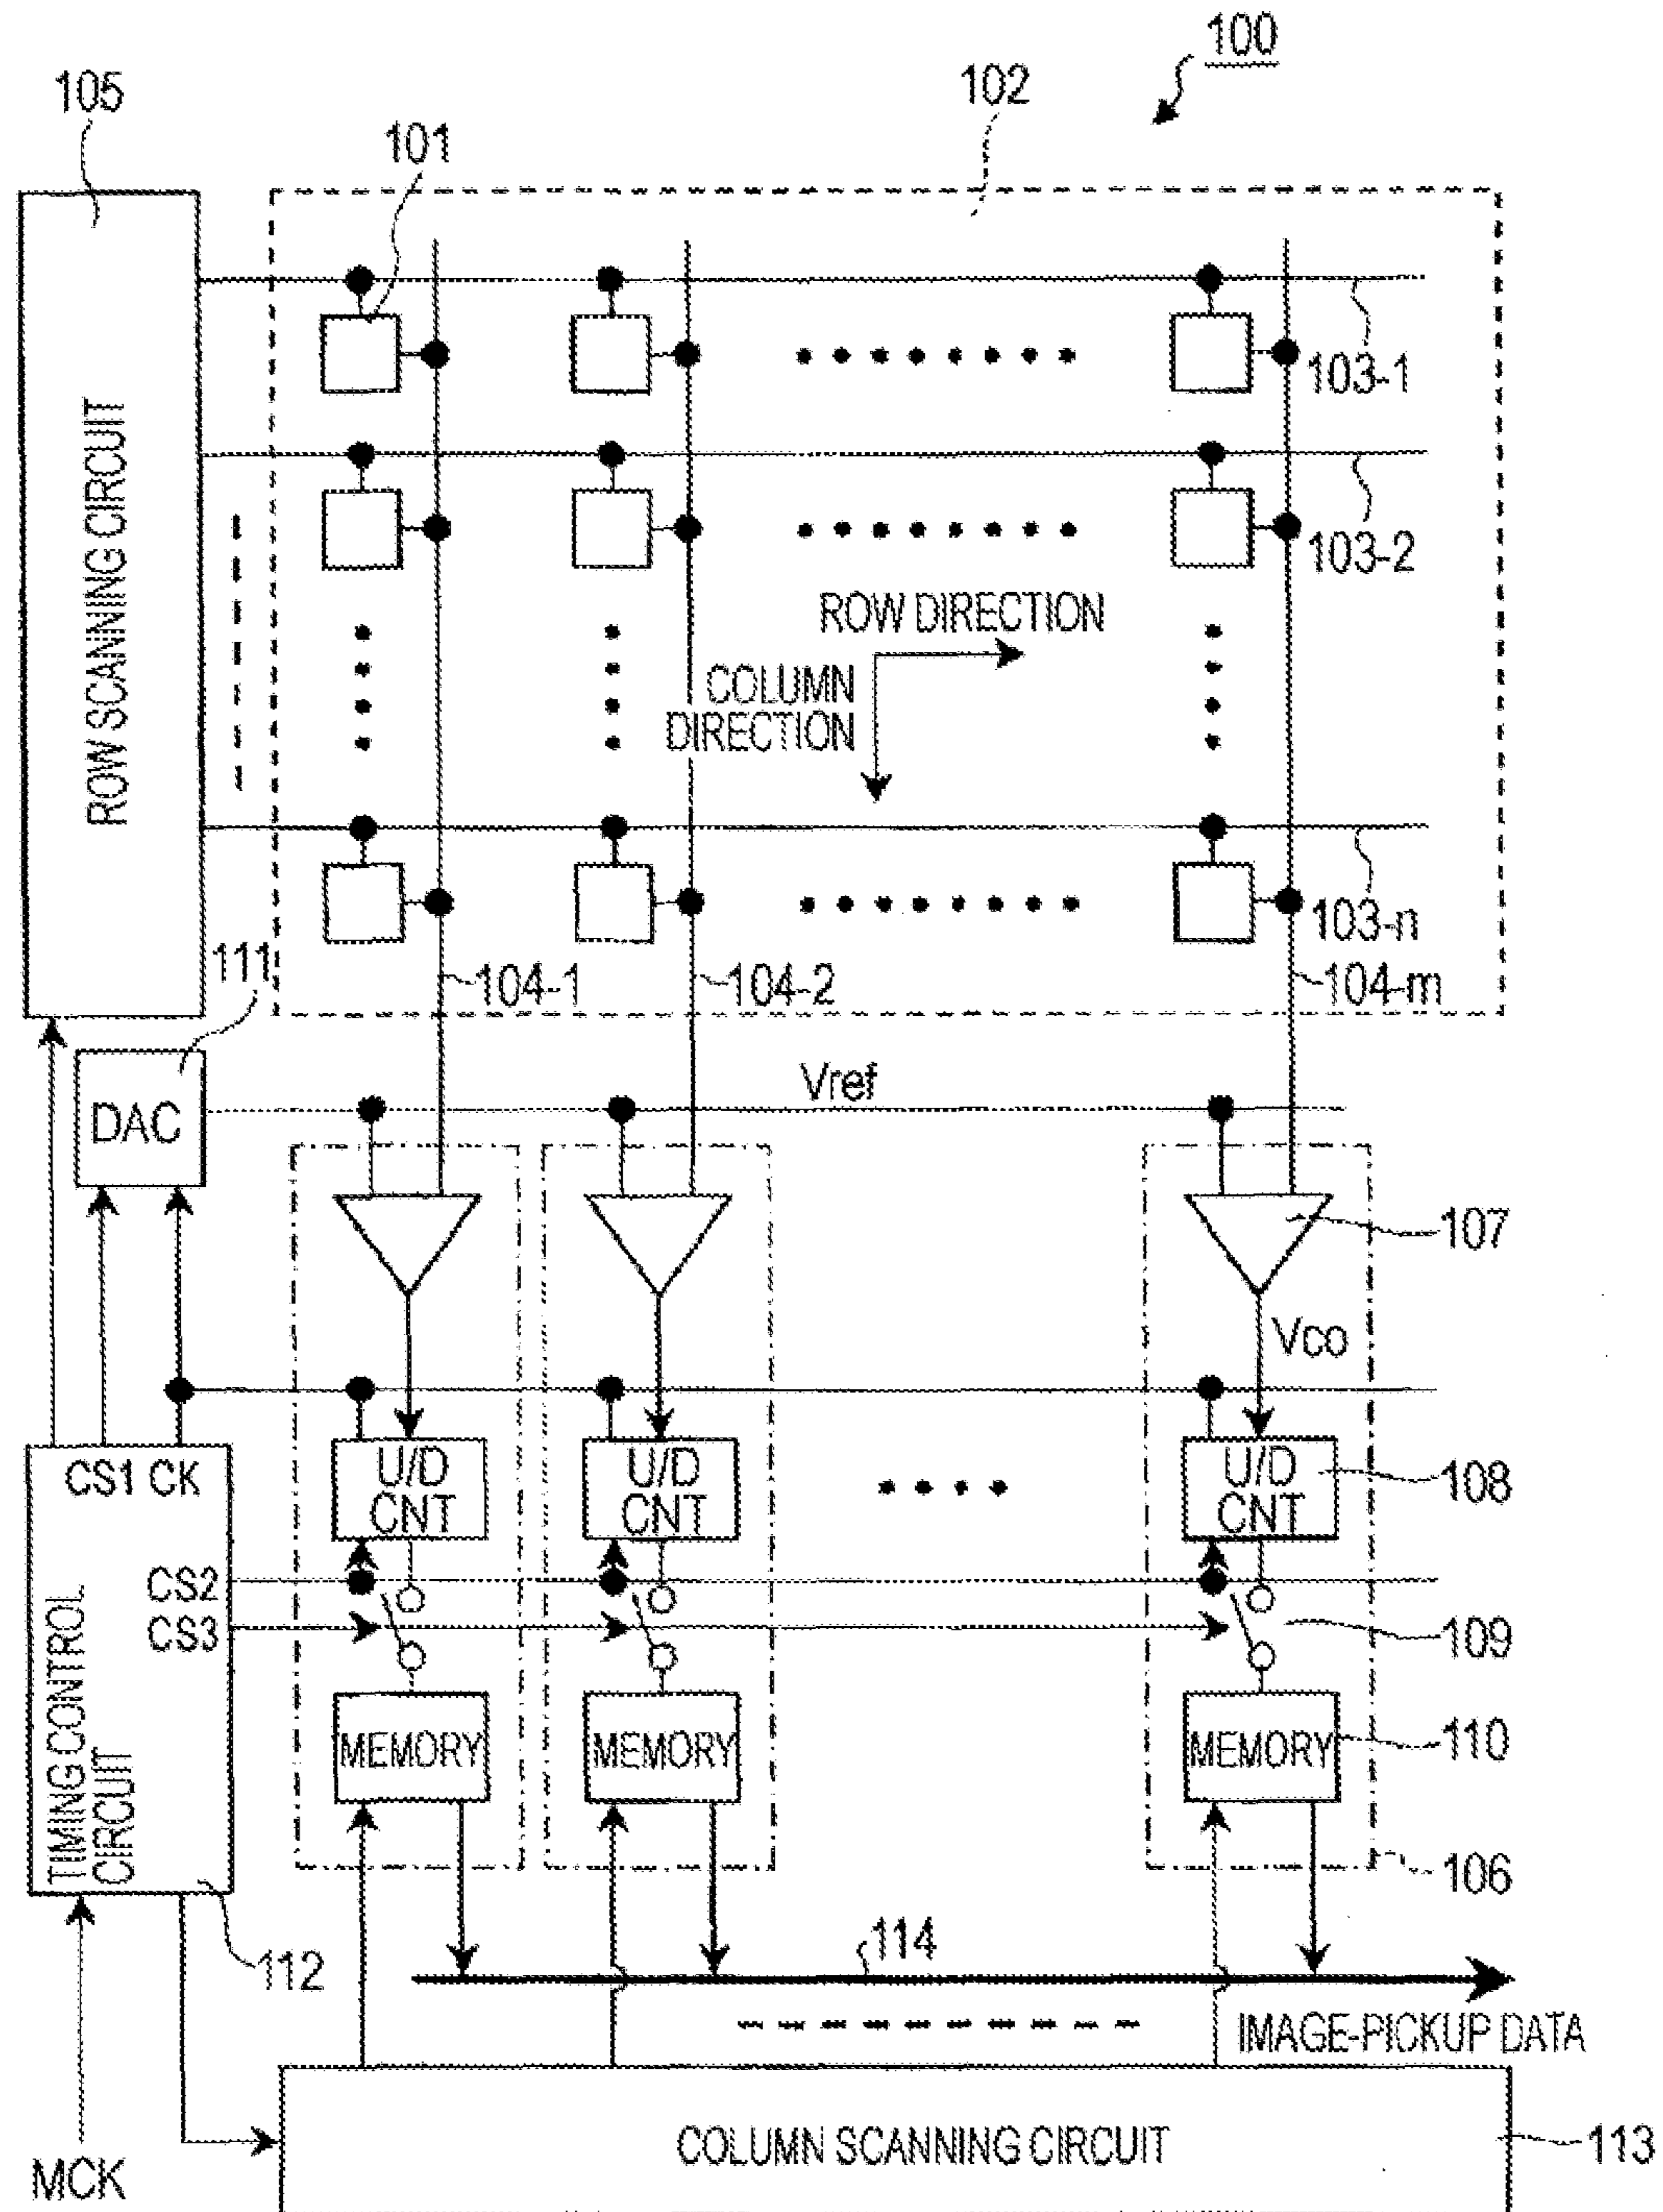 100
105
102
101
103-1
ROW SCANNING CIRCUIT
103-2
ROW DIRECTION
COLUMN
DIRECTION
103-n
111
104-1
104-2
104-m
DAC
Vref
107
Vco
CS1 CK
U/D
CNT
U/D
CNT
U/D
CNT
108
CS2
CS3
109
TIMING CONTROL
CIRCUIT
MEMORY
MEMORY
MEMORY
110
106
112
114
IMAGE-PICKUP DATA
MCK
COLUMN SCANNING CIRCUIT
113